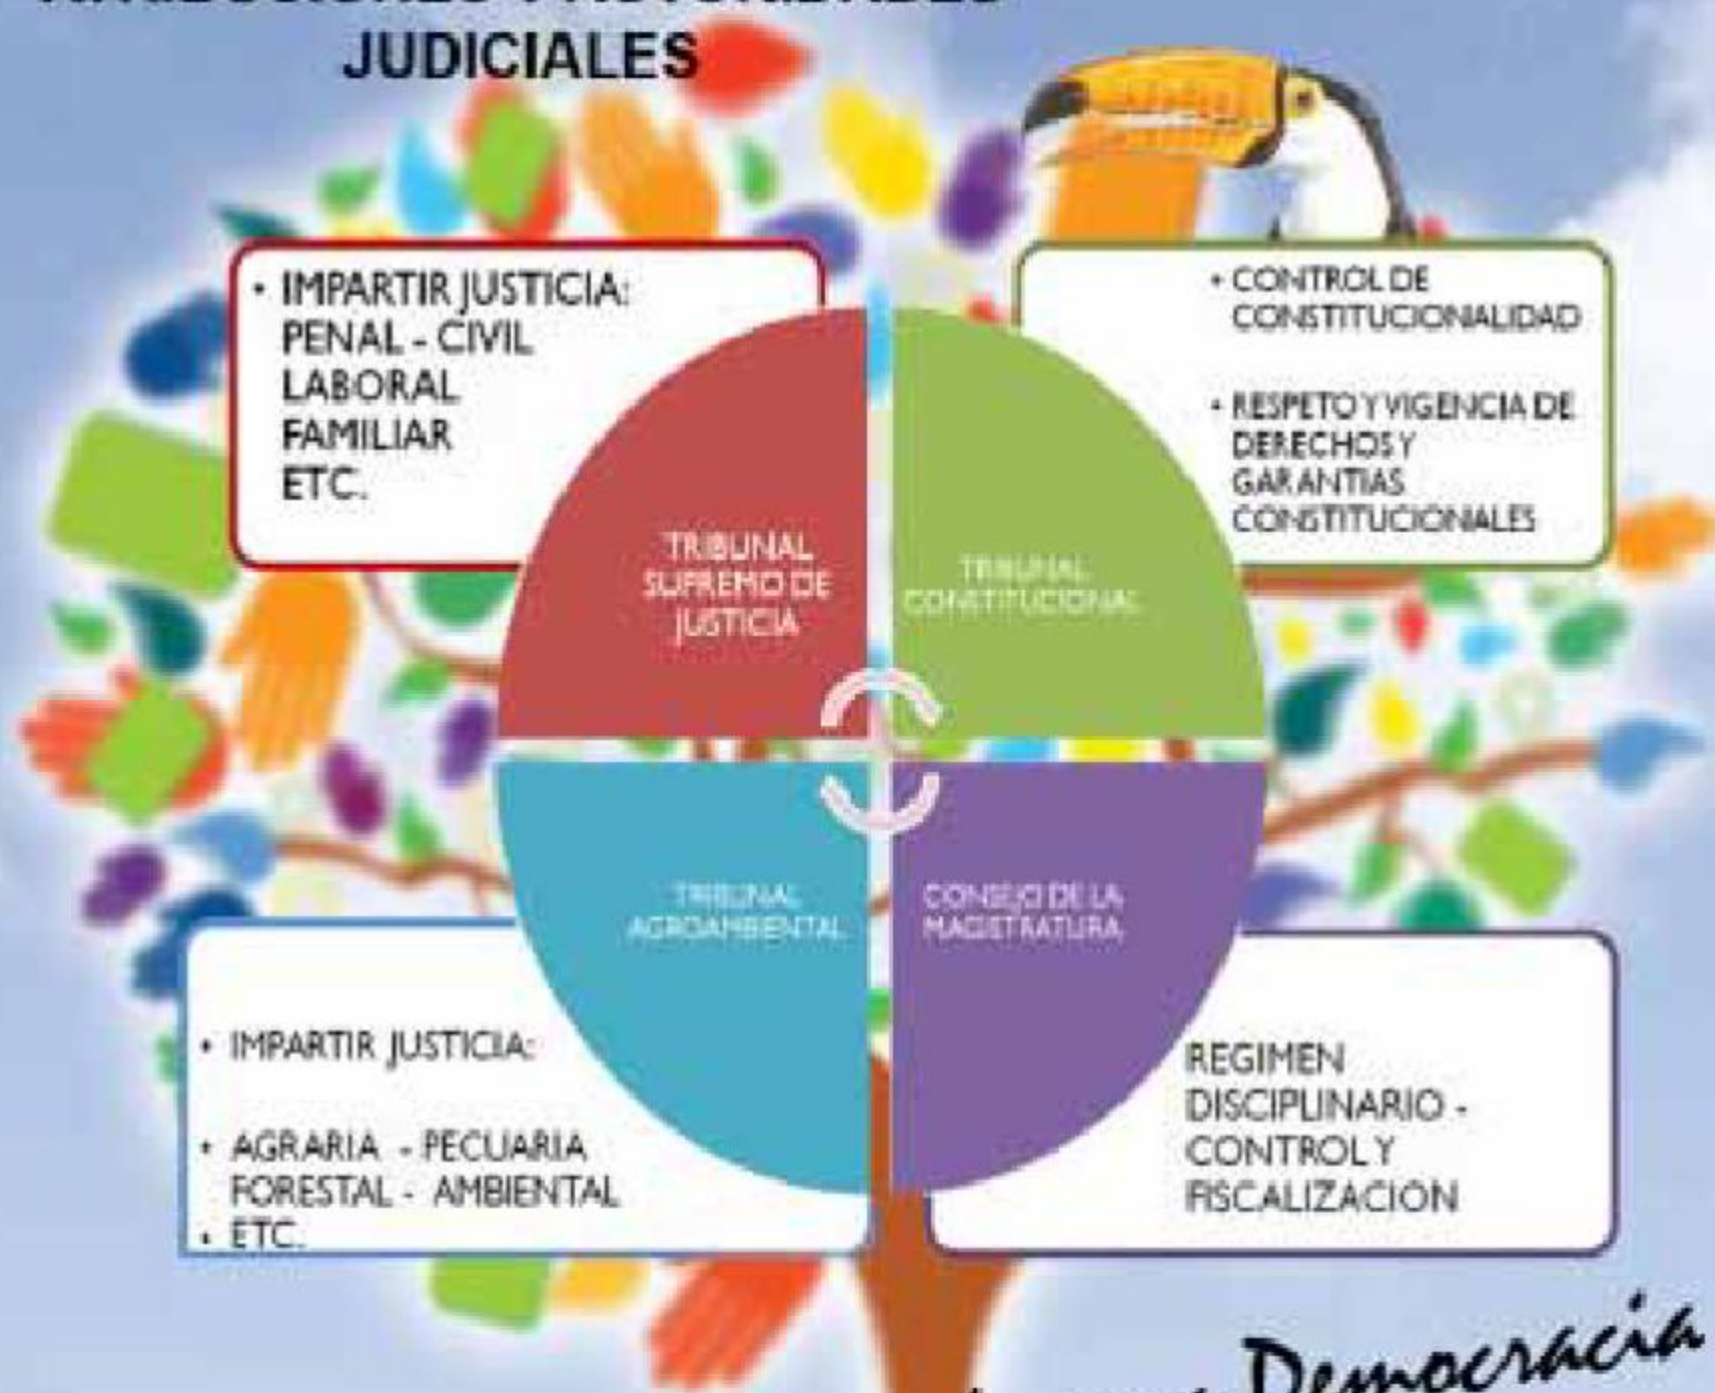 JUDICIALES
• IMPARTIR JUSTICIA:
PENAL - CIVIL
LABORAL
FAMILIAR
ETC.
• CONTROL DE
CONSTITUCIONALIDAD
• RESPETO Y VIGENCIA DE
DERECHOS Y
GARANTIAS
CONSTITUCIONALES
TRIBUNAL
SUPREMO DE
JUSTICIA
TRIBUNAL
CONSTITUCIONAL
TRIBUNAL
AGROAMBIENTAL
CONSEJO DE LA
MAGISTRATURA
• IMPARTIR JUSTICIA:
• AGRARIA - PECUARIA
FORESTAL - AMBIENTAL
• ETC.
REGIMEN
DISCIPLINARIO -
CONTROL Y
FISCALIZACION
Democracia